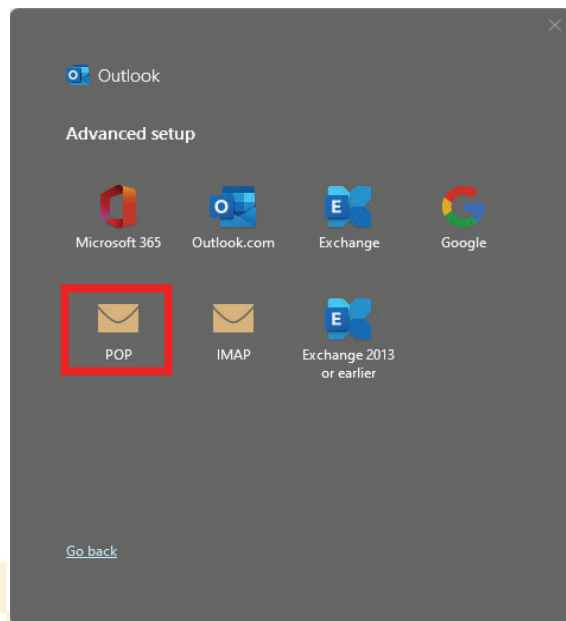 Outlook
Advanced setup
Microsoft 365 Outlook.com Exchange Google
POP IMAP Exchange 2013
or earlier
Go back